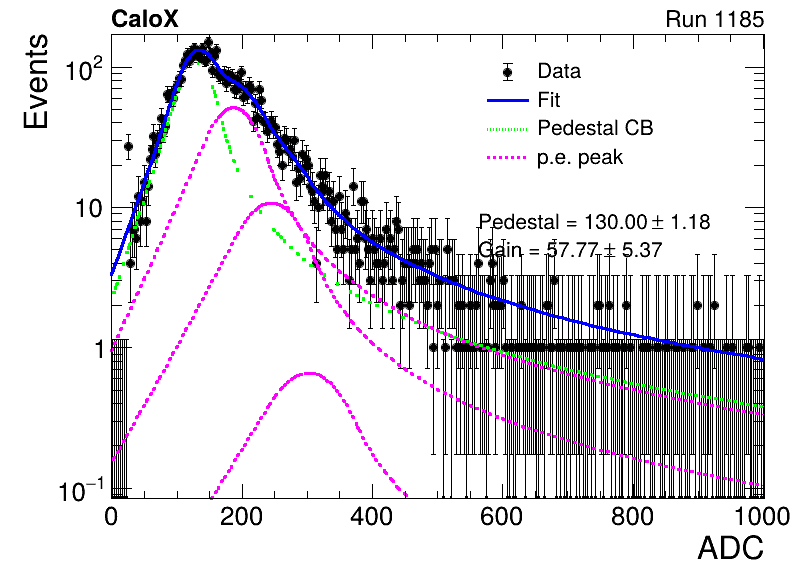 CaloX Run 1185
Events
10²
10
1
10⁻¹
Data
Fit
Pedestal CB
p.e. peak
Pedestal = 130.00 ± 1.18
Gain = 57.77 ± 5.37
0 200 400 600 800 1000
ADC